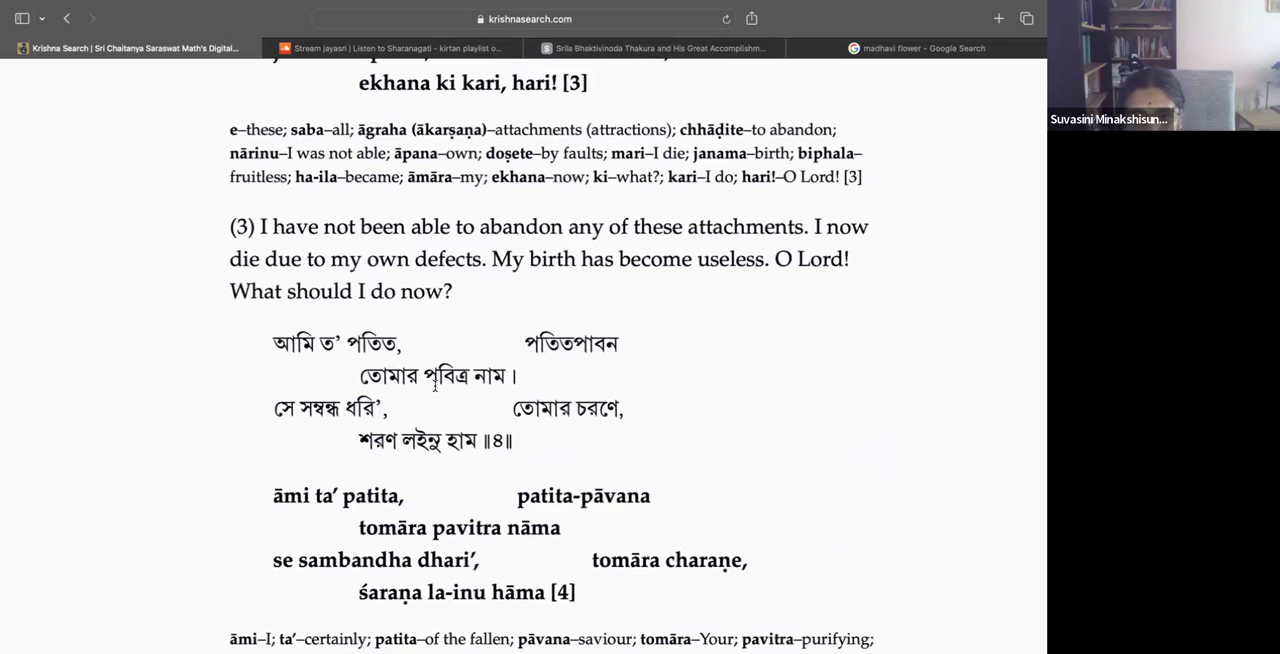 krishnasearch.com
Krishna Search | Sri Chaitanya Saraswat Math's Digital...
Stream jayasri | Listen to Sharanagati - kirtan playlist o...
Srila Bhaktivinoda Thakura and His Great Accomplishm...
madhavi flower - Google Search
Suvasini Minakshisun...
ekhana ki kari, hari! [3]
e–these; saba–all; āgraha (ākarṣaṇa)–attachments (attractions); chhāḍite–to abandon;
nārinu–I was not able; āpana–own; doṣete–by faults; mari–I die; janama–birth; biphala–
fruitless; ha-ila–became; āmāra–my; ekhana–now; ki–what?; kari–I do; hari!–O Lord! [3]
(3) I have not been able to abandon any of these attachments. I now
die due to my own defects. My birth has become useless. O Lord!
What should I do now?
আমি ত’ পতিত, পতিতপাবন
তোমার পবিত্র নাম ।
সে সম্বন্ধ ধরি’, তোমার চরণে,
শরণ লইনু হাম ॥৪॥
āmi ta’ patita, patita-pāvana
tomāra pavitra nāma
se sambandha dhari’, tomāra charaṇe,
śaraṇa la-inu hāma [4]
āmi–I; ta’–certainly; patita–of the fallen; pāvana–saviour; tomāra–Your; pavitra–purifying;